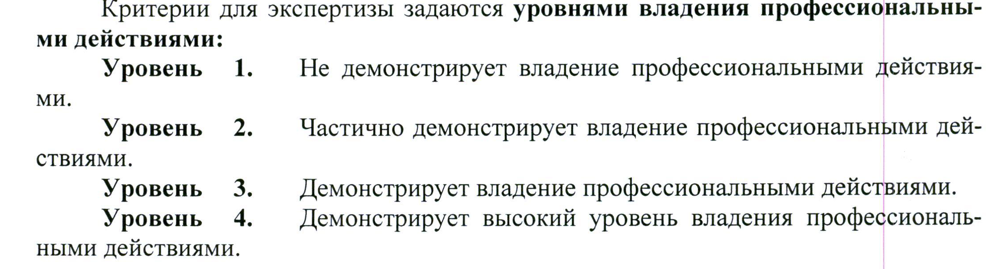 Критерии для экспертизы задаются уровнями владения профессиональны-
ми действиями:
Уровень 1. Не демонстрирует владение профессиональными действия-
ми.
Уровень 2. Частично демонстрирует владение профессиональными дей-
ствиями.
Уровень 3. Демонстрирует владение профессиональными действиями.
Уровень 4. Демонстрирует высокий уровень владения профессиональ-
ными действиями.